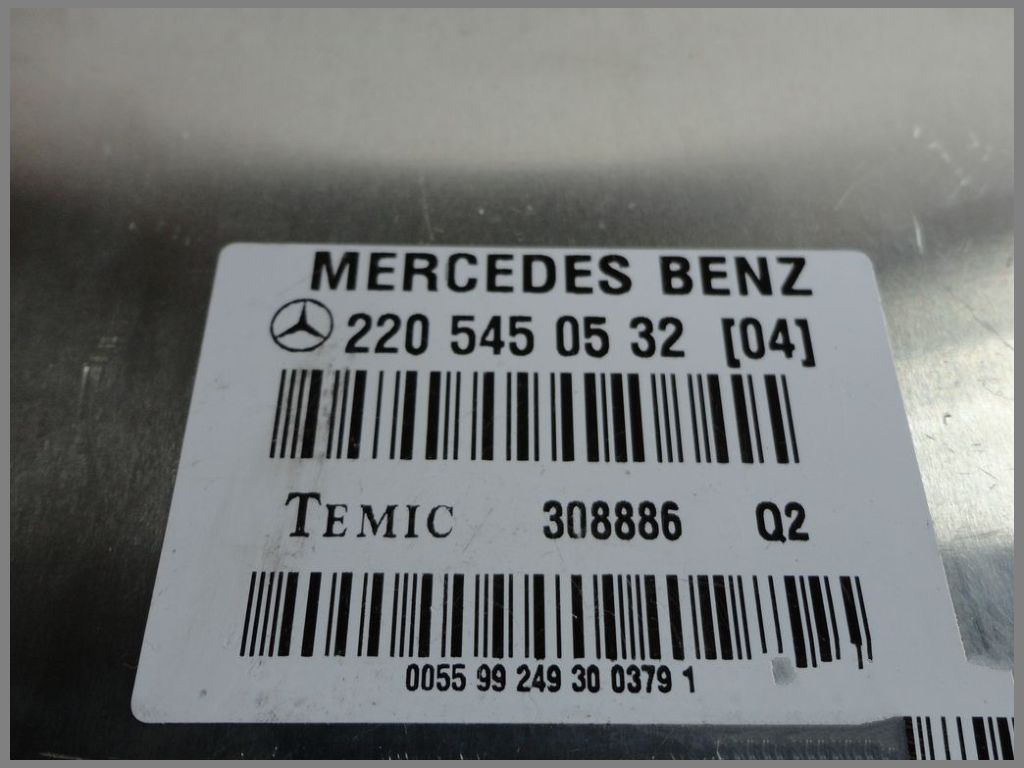 MERCEDES BENZ
220 545 05 32 [04]
TEMIC 308886 Q2
0055 99 249 30 0379 1